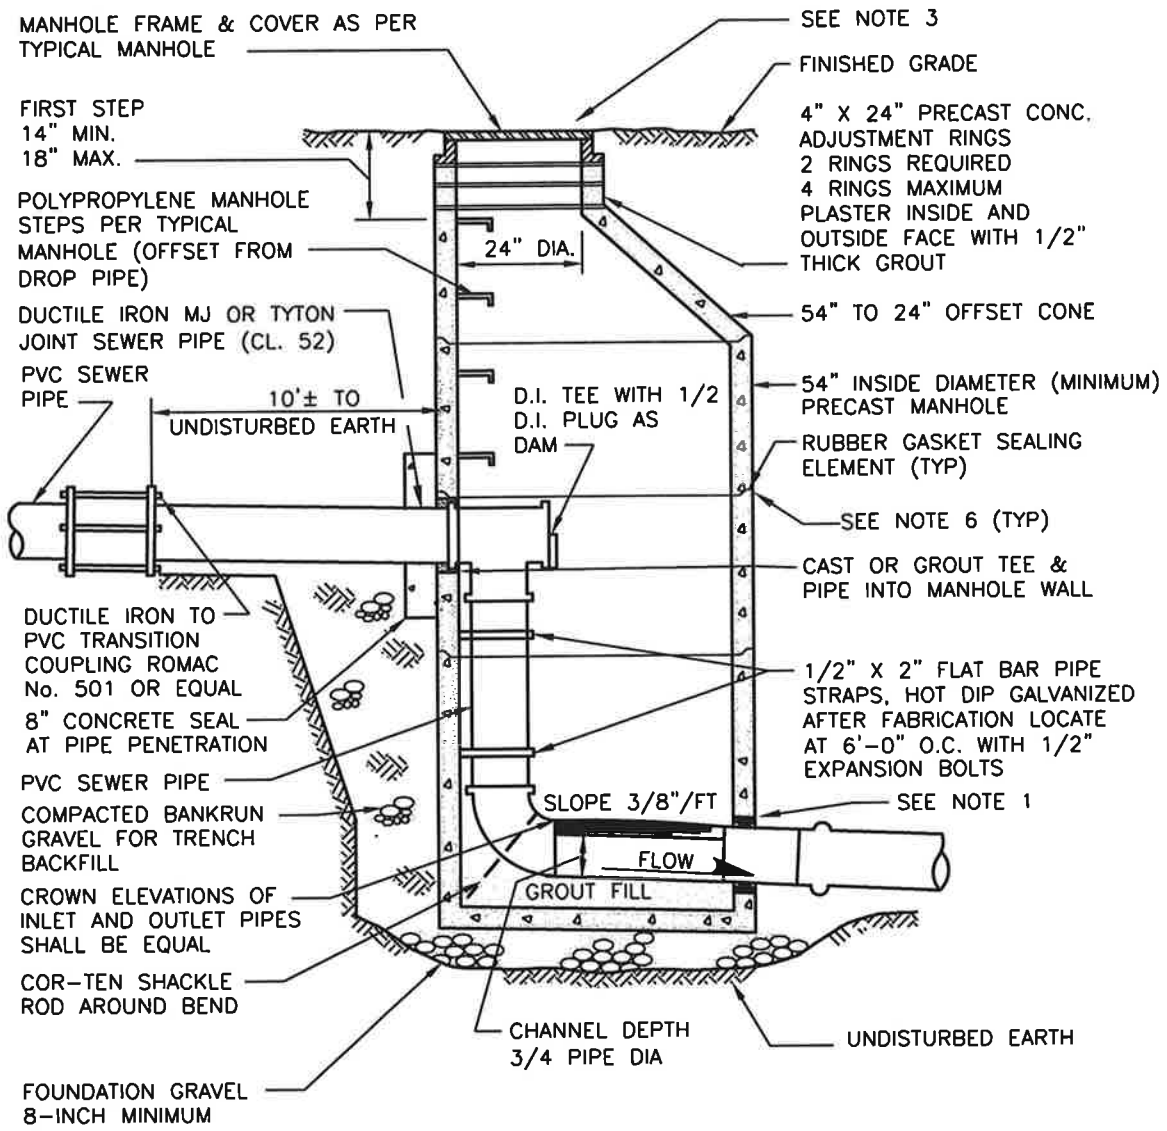 MANHOLE FRAME & COVER AS PER
TYPICAL MANHOLE
SEE NOTE 3
FINISHED GRADE
FIRST STEP
14" MIN.
18" MAX.
4" X 24" PRECAST CONC.
ADJUSTMENT RINGS
2 RINGS REQUIRED
4 RINGS MAXIMUM
PLASTER INSIDE AND
OUTSIDE FACE WITH 1/2"
THICK GROUT
POLYPROPYLENE MANHOLE
STEPS PER TYPICAL
MANHOLE (OFFSET FROM
DROP PIPE)
24" DIA.
DUCTILE IRON MJ OR TYTON
JOINT SEWER PIPE (CL. 52)
54" TO 24" OFFSET CONE
PVC SEWER
PIPE
10'± TO
UNDISTURBED EARTH
D.I. TEE WITH 1/2
D.I. PLUG AS
DAM
54" INSIDE DIAMETER (MINIMUM)
PRECAST MANHOLE
RUBBER GASKET SEALING
ELEMENT (TYP)
SEE NOTE 6 (TYP)
CAST OR GROUT TEE &
PIPE INTO MANHOLE WALL
DUCTILE IRON TO
PVC TRANSITION
COUPLING ROMAC
No. 501 OR EQUAL
1/2" X 2" FLAT BAR PIPE
STRAPS, HOT DIP GALVANIZED
AFTER FABRICATION LOCATE
AT 6'-0" O.C. WITH 1/2"
EXPANSION BOLTS
8" CONCRETE SEAL
AT PIPE PENETRATION
PVC SEWER PIPE
SLOPE 3/8"/FT
SEE NOTE 1
COMPACTED BANKRUN
GRAVEL FOR TRENCH
BACKFILL
FLOW
GROUT FILL
CROWN ELEVATIONS OF
INLET AND OUTLET PIPES
SHALL BE EQUAL
COR-TEN SHACKLE
ROD AROUND BEND
CHANNEL DEPTH
3/4 PIPE DIA
UNDISTURBED EARTH
FOUNDATION GRAVEL
8-INCH MINIMUM